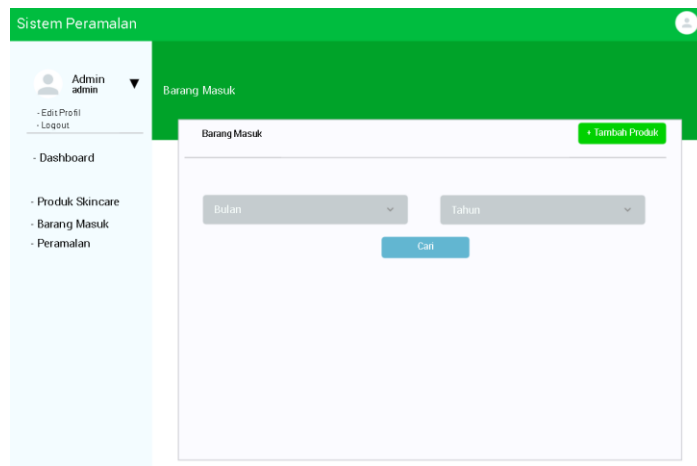 Sistem Peramalan
Admin
admin
- Edit Profil
- Logout
- Dashboard
- Produk Skincare
- Barang Masuk
- Peramalan
Barang Masuk
Barang Masuk
+ Tambah Produk
Bulan
Tahun
Cari